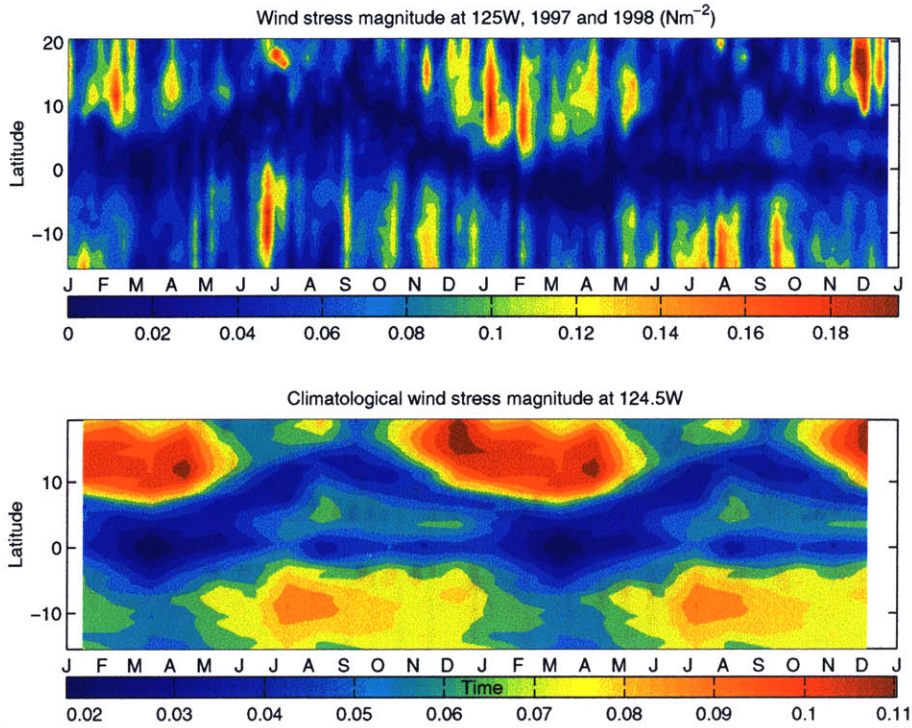 Wind stress magnitude at 125W, 1997 and 1998 (Nm⁻²)
20
10
0
−10
Latitude
J F M A M J J A S O N D J F M A M J J A S O N D J
0 0.02 0.04 0.06 0.08 0.1 0.12 0.14 0.16 0.18
Climatological wind stress magnitude at 124.5W
10
0
−10
Latitude
J F M A M J J A S O N D J F M A M J J A S O N D J
Time
0.02 0.03 0.04 0.05 0.06 0.07 0.08 0.09 0.1 0.11